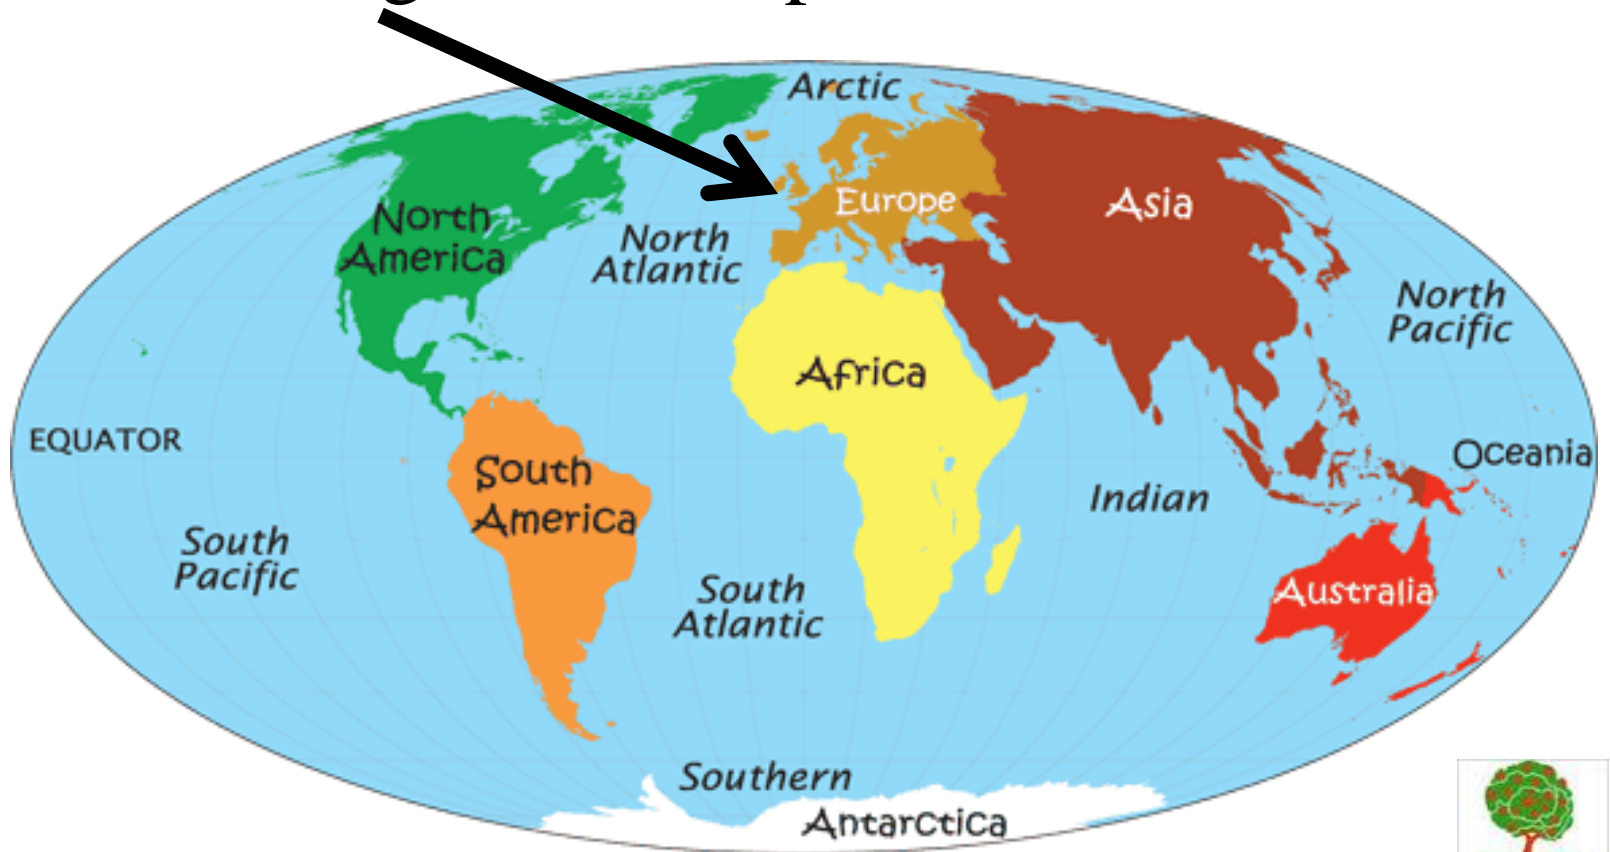 Arctic
North
America
Europe
Asia
North
Atlantic
North
Pacific
Africa
EQUATOR
Oceania
South
America
Indian
South
Pacific
South
Atlantic
Australia
Southern
Antarctica